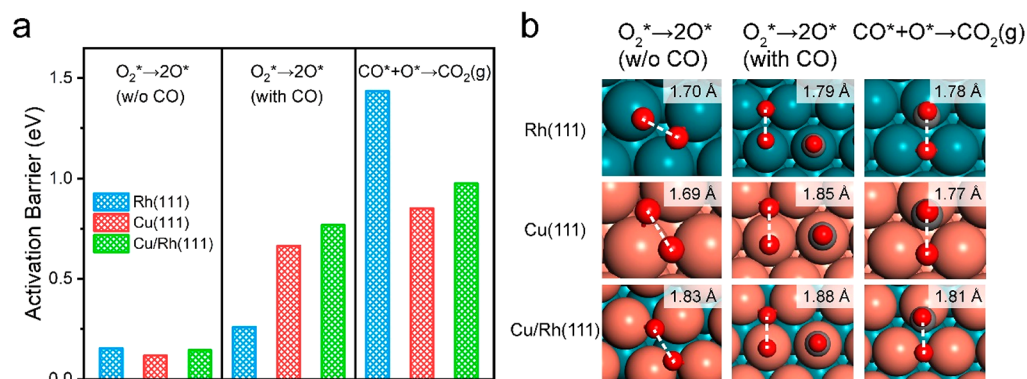 a
O₂*→2O*
(w/o CO)
O₂*→2O*
(with CO)
CO*+O*→CO₂(g)
Activation Barrier (eV)
1.5
1.0
0.5
0.0
Rh(111)
Cu(111)
Cu/Rh(111)
b
O₂*→2O*
(w/o CO)
O₂*→2O*
(with CO)
CO*+O*→CO₂(g)
Rh(111)
1.70 Å
1.79 Å
1.78 Å
Cu(111)
1.69 Å
1.85 Å
1.77 Å
Cu/Rh(111)
1.83 Å
1.88 Å
1.81 Å